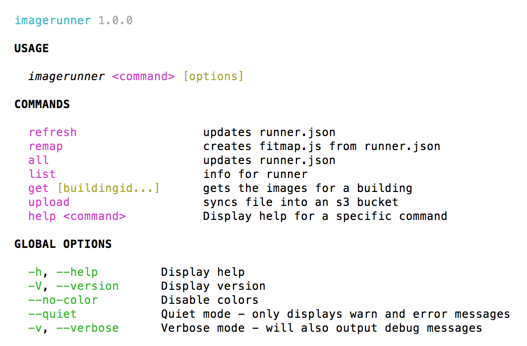 imagerunner 1.0.0
USAGE
imagerunner <command> [options]
COMMANDS
refresh updates runner.json
remap creates fitmap.js from runner.json
all updates runner.json
list info for runner
get [buildingid...] gets the images for a building
upload syncs file into an s3 bucket
help <command> Display help for a specific command
GLOBAL OPTIONS
-h, --help Display help
-V, --version Display version
--no-color Disable colors
--quiet Quiet mode - only displays warn and error messages
-v, --verbose Verbose mode - will also output debug messages